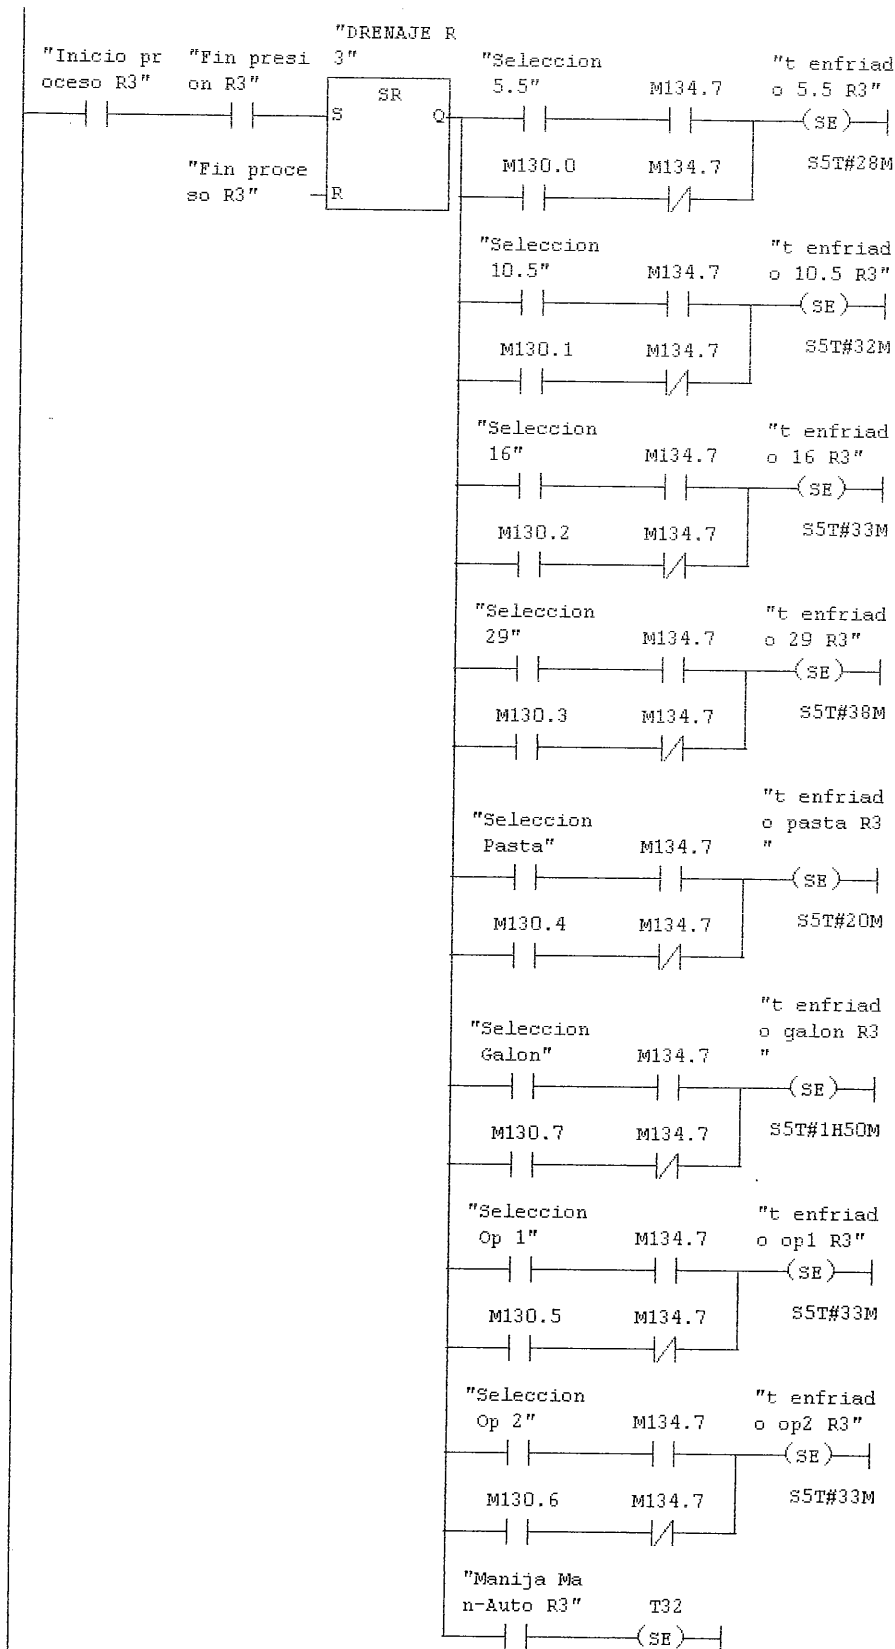 "DRENAJE R
3"
"Inicio pr
oceso R3"
"Fin presi
on R3"
SR
S
Q
"Fin proce
so R3"
R
"Seleccion
5.5"
M134.7
"t enfriad
o 5.5 R3"
(SE)
S5T#28M
M130.0
M134.7
"Seleccion
10.5"
M134.7
"t enfriad
o 10.5 R3"
(SE)
S5T#32M
M130.1
M134.7
"Seleccion
16"
M134.7
"t enfriad
o 16 R3"
(SE)
S5T#33M
M130.2
M134.7
"Seleccion
29"
M134.7
"t enfriad
o 29 R3"
(SE)
S5T#38M
M130.3
M134.7
"Seleccion
Pasta"
M134.7
"t enfriad
o pasta R3
"
(SE)
S5T#20M
M130.4
M134.7
"Seleccion
Galon"
M134.7
"t enfriad
o galon R3
"
(SE)
S5T#1H50M
M130.7
M134.7
"Seleccion
Op 1"
M134.7
"t enfriad
o op1 R3"
(SE)
S5T#33M
M130.5
M134.7
"Seleccion
Op 2"
M134.7
"t enfriad
o op2 R3"
(SE)
S5T#33M
M130.6
M134.7
"Manija Ma
n-Auto R3"
T32
(SE)